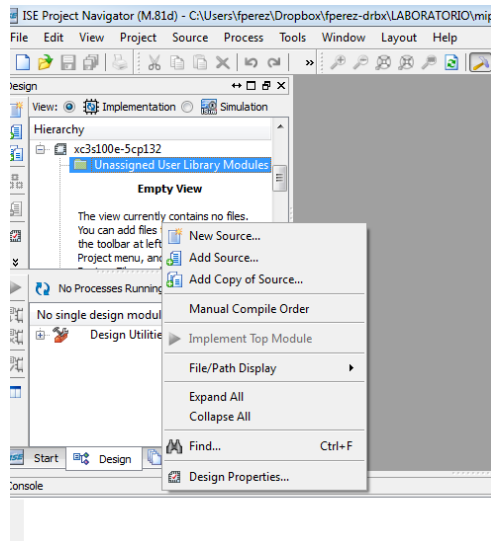 ISE Project Navigator (M.81d) - C:\Users\fperez\Dropbox\fperez-drbx\LABORATORIO\mip
File Edit View Project Source Process Tools Window Layout Help
Design
View: Implementation Simulation
Hierarchy
xc3s100e-5cp132
Unassigned User Library Modules
Empty View
The view currently contains no files.
You can add files
the toolbar at left
Project menu, and
New Source...
Add Source...
Add Copy of Source...
Manual Compile Order
Implement Top Module
File/Path Display
Expand All
Collapse All
Find... Ctrl+F
Design Properties...
No Processes Running
No single design modul
Design Utilitie
Start Design
Console